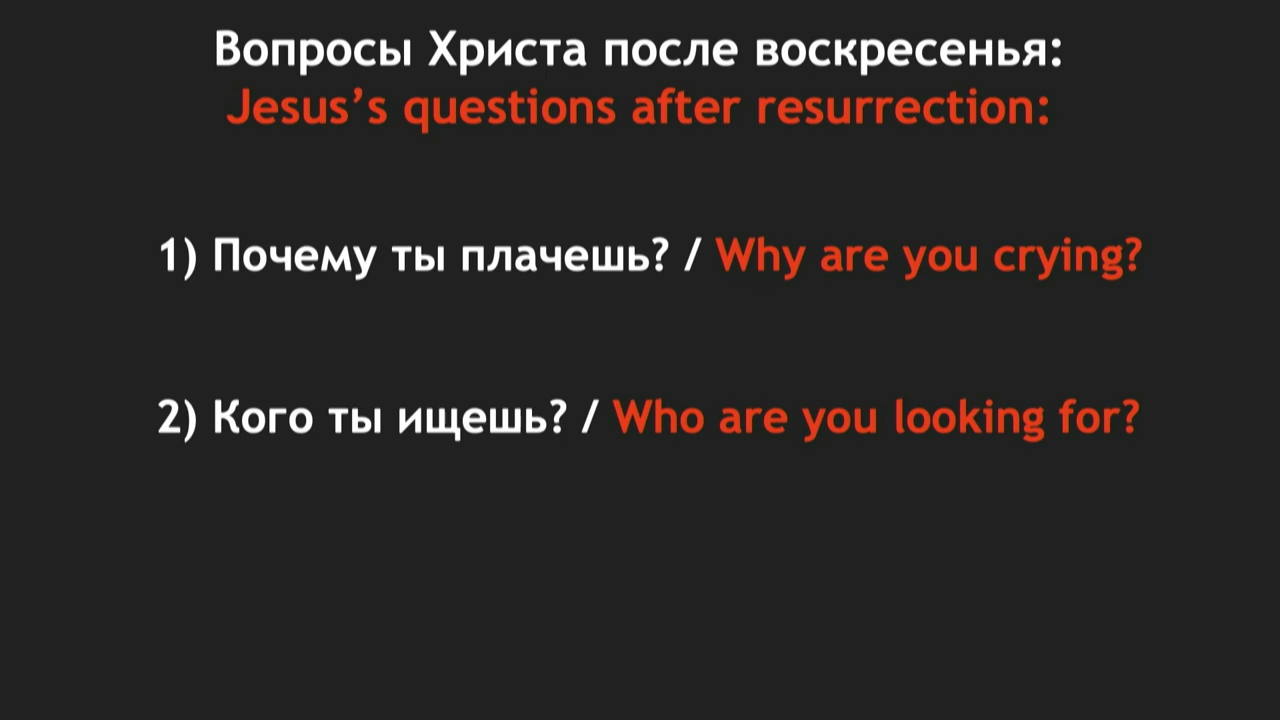 Вопросы Христа после воскресенья:
Jesus’s questions after resurrection:
1) Почему ты плачешь? / Why are you crying?
2) Кого ты ищешь? / Who are you looking for?